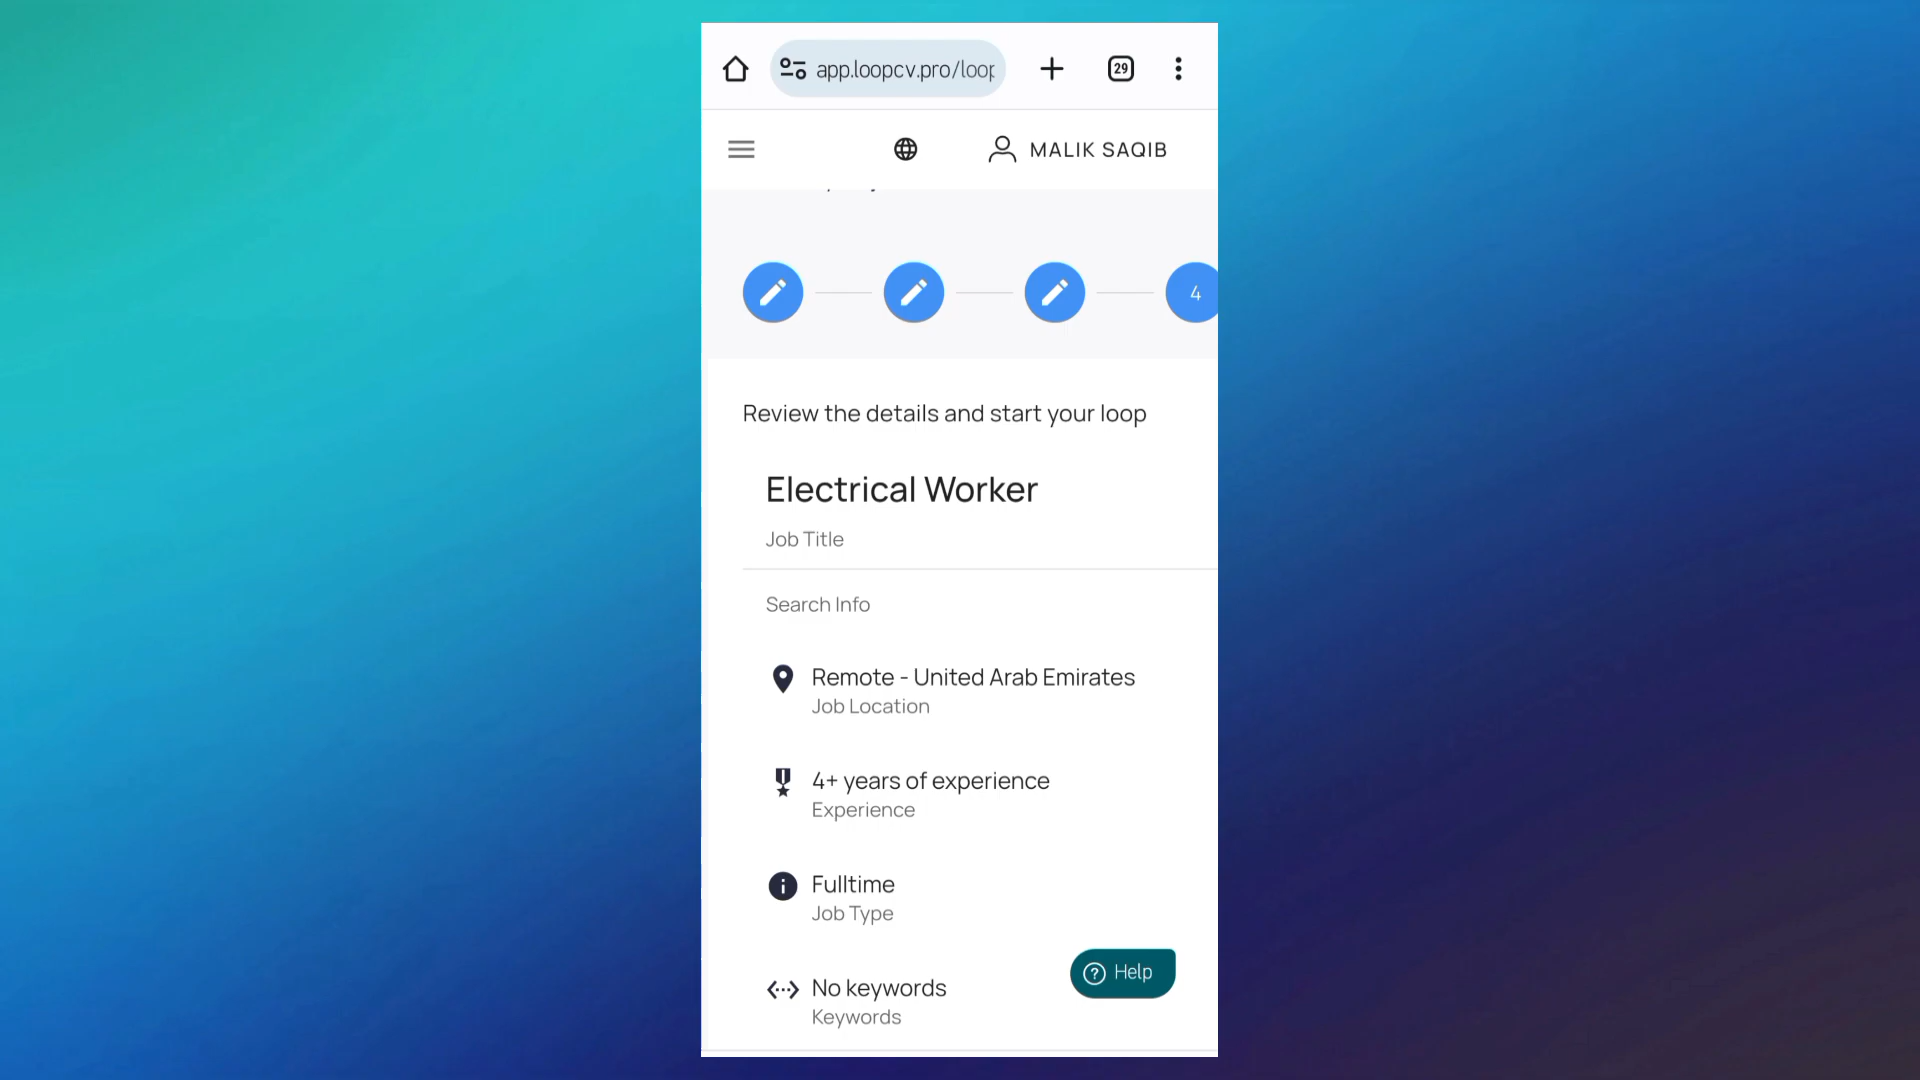 app.loopcv.pro/loop
29
MALIK SAQIB
4
Review the details and start your loop
Electrical Worker
Job Title
Search Info
Remote - United Arab Emirates
Job Location
4+ years of experience
Experience
Fulltime
Job Type
No keywords
Keywords
Help